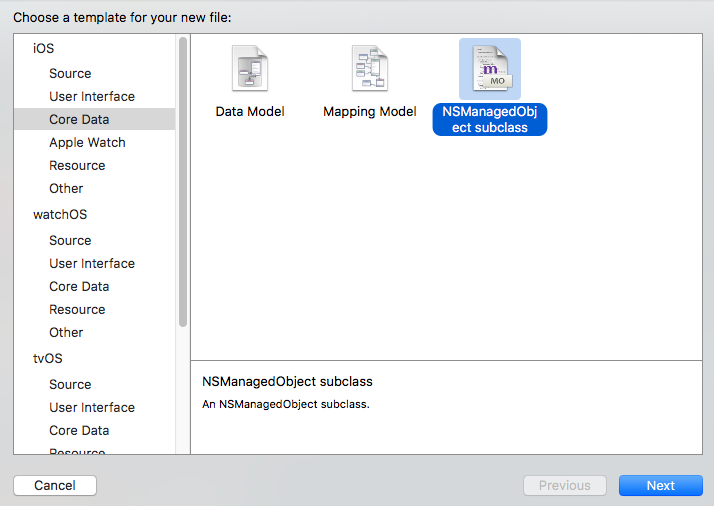 Choose a template for your new file:
iOS
Source
User Interface
Core Data
Apple Watch
Resource
Other
watchOS
Source
User Interface
Core Data
Resource
Other
tvOS
Source
User Interface
Core Data
Resource
Data Model
Mapping Model
MO
NSManagedObj
ect subclass
NSManagedObject subclass
An NSManagedObject subclass.
Cancel
Previous
Next